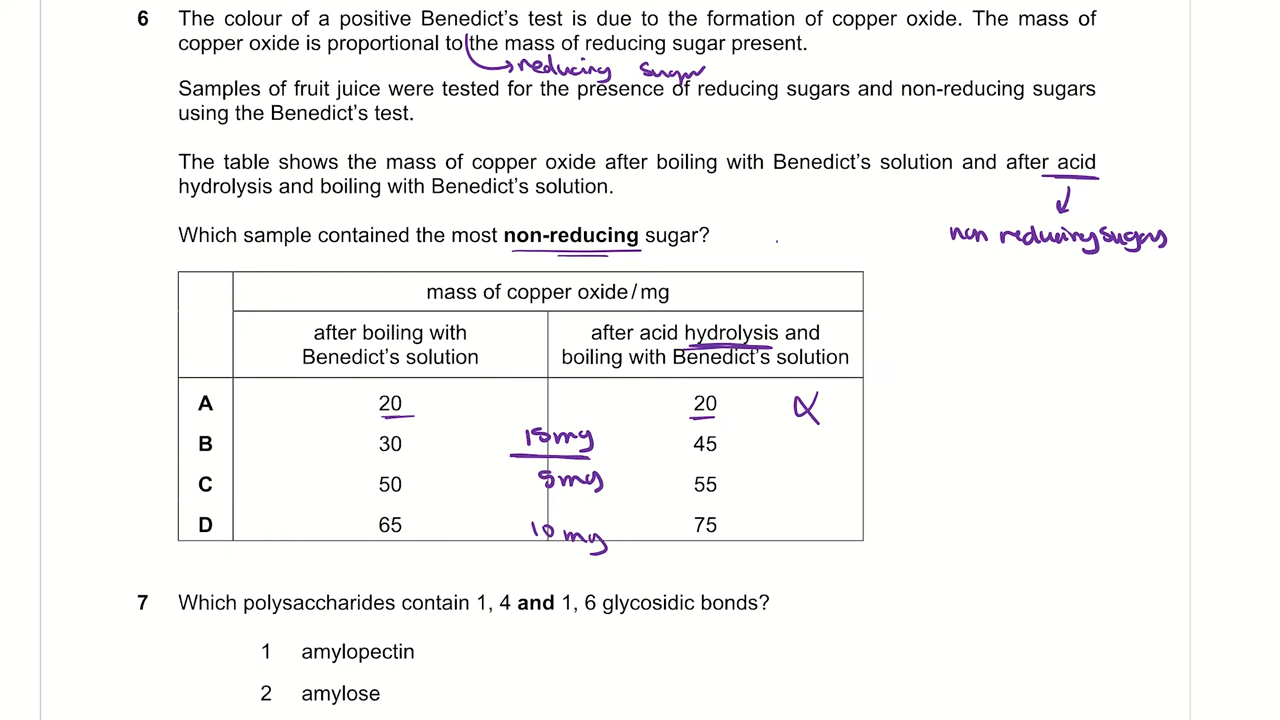 6 The colour of a positive Benedict's test is due to the formation of copper oxide. The mass of
copper oxide is proportional to the mass of reducing sugar present.
reducing sugar
Samples of fruit juice were tested for the presence of reducing sugars and non-reducing sugars
using the Benedict's test.
The table shows the mass of copper oxide after boiling with Benedict's solution and after acid
hydrolysis and boiling with Benedict's solution.
Which sample contained the most non-reducing sugar?
non reducing sugars
mass of copper oxide / mg
after boiling with
Benedict's solution
after acid hydrolysis and
boiling with Benedict's solution
A 20 20
B 30 15mg 45
C 50 5mg 55
D 65 10 mg 75
7 Which polysaccharides contain 1, 4 and 1, 6 glycosidic bonds?
1 amylopectin
2 amylose